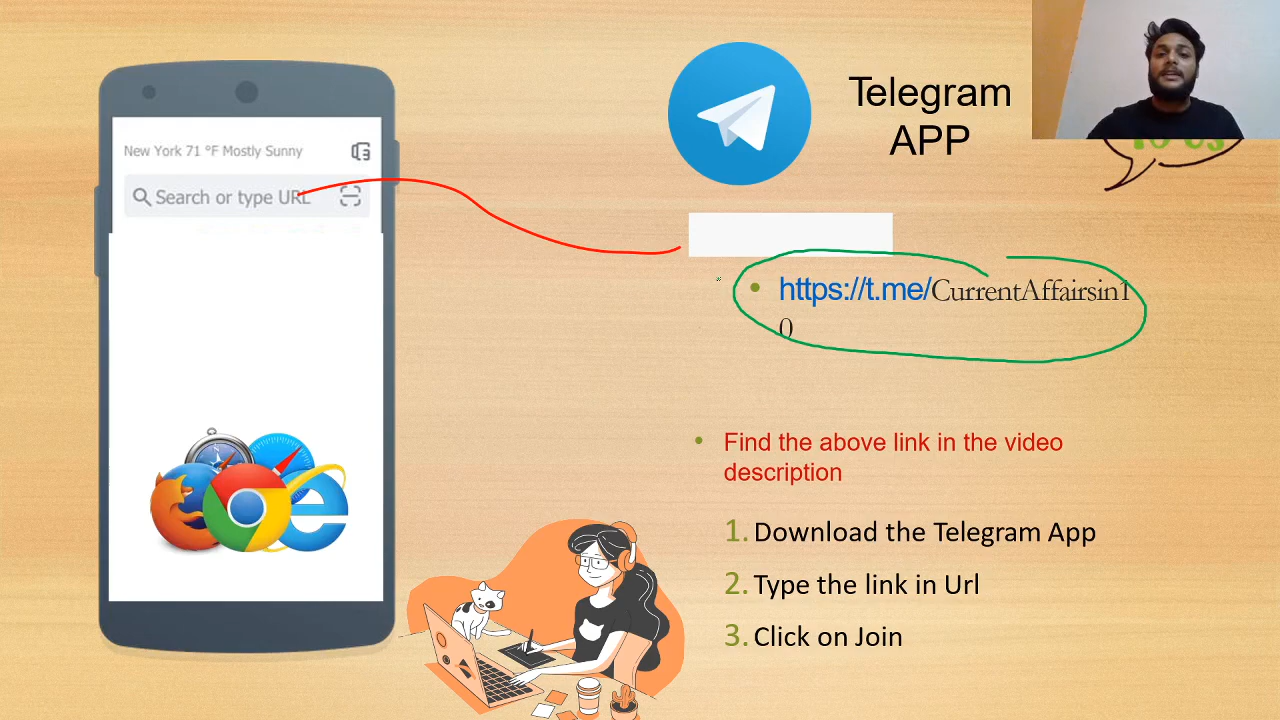 New York 71 °F Mostly Sunny
Search or type URL
Telegram
APP
To Us
https://t.me/CurrentAffairsin1
0
Find the above link in the video
description
1. Download the Telegram App
2. Type the link in Url
3. Click on Join